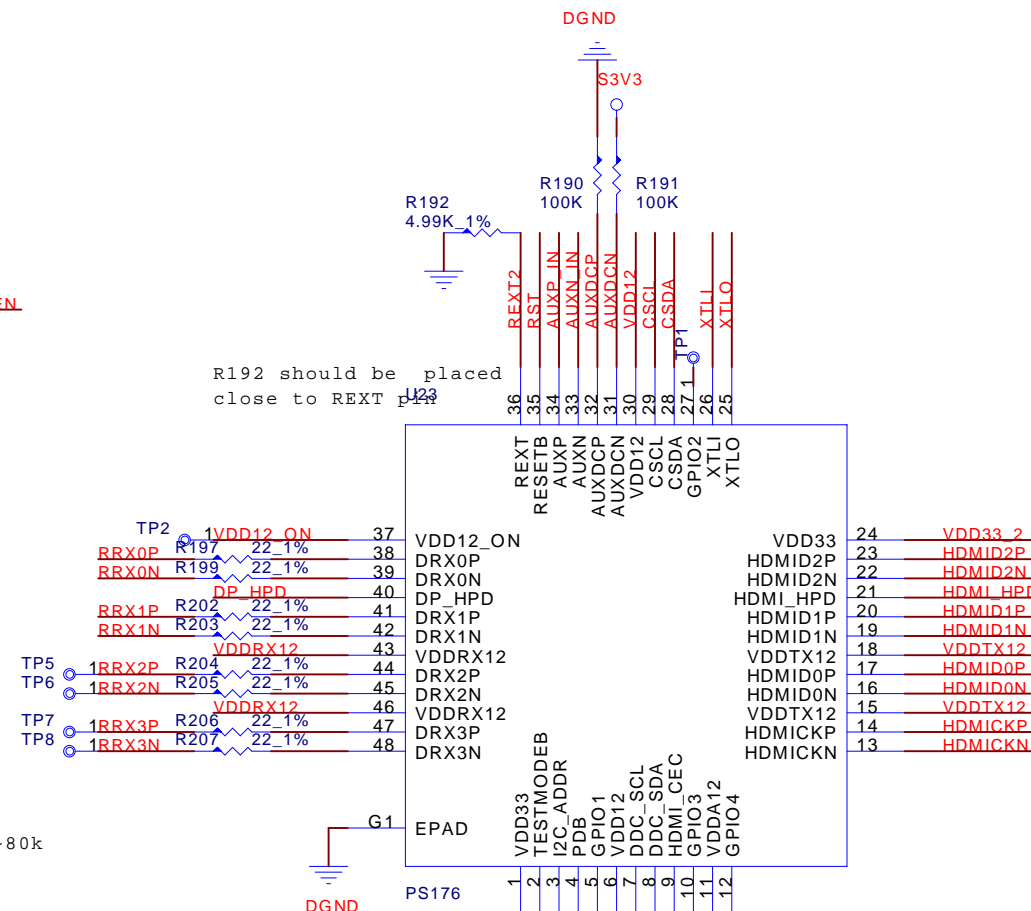 DGND
S3V3
R190
100K
R191
100K
R192
4.99K_1%
EN
REXT2
RST
AUXP_IN
AUXN_IN
AUXDCP
AUXDCN
VDD12
CSCL
CSDA
TP1
XTLI
XTLO
R192 should be placed
close to REXT pin
U23
36
35
34
33
32
31
30
29
28
27
1
26
25
REXT
RESETB
AUXP
AUXN
AUXDCP
AUXDCN
VDD12
CSCL
CSDA
GPIO2
XTLI
XTLO
TP2 1 VDD12_ON 37 VDD12_ON
RRX0P R197 22_1% 38 DRX0P
RRX0N R199 22_1% 39 DRX0N
DP_HPD 40 DP_HPD
RRX1P R202 22_1% 41 DRX1P
RRX1N R203 22_1% 42 DRX1N
VDDRX12 43 VDDRX12
TP5 1 RRX2P R204 22_1% 44 DRX2P
TP6 1 RRX2N R205 22_1% 45 DRX2N
VDDRX12 46 VDDRX12
TP7 1 RRX3P R206 22_1% 47 DRX3P
TP8 1 RRX3N R207 22_1% 48 DRX3N
VDD33 24 VDD33_2
HDMID2P 23 HDMID2P
HDMID2N 22 HDMID2N
HDMI_HPD 21 HDMI_HPD
HDMID1P 20 HDMID1P
HDMID1N 19 HDMID1N
VDDTX12 18 VDDTX12
HDMID0P 17 HDMID0P
HDMID0N 16 HDMID0N
VDDTX12 15 VDDTX12
HDMICKP 14 HDMICKP
HDMICKN 13 HDMICKN
G1 EPAD
VDD33
TESTMODEB
I2C_ADDR
PDB
GPIO1
VDD12
DDC_SCL
DDC_SDA
HDMI_CEC
GPIO3
VDDA12
GPIO4
1
2
3
4
5
6
7
8
9
10
11
12
80k
DGND
PS176